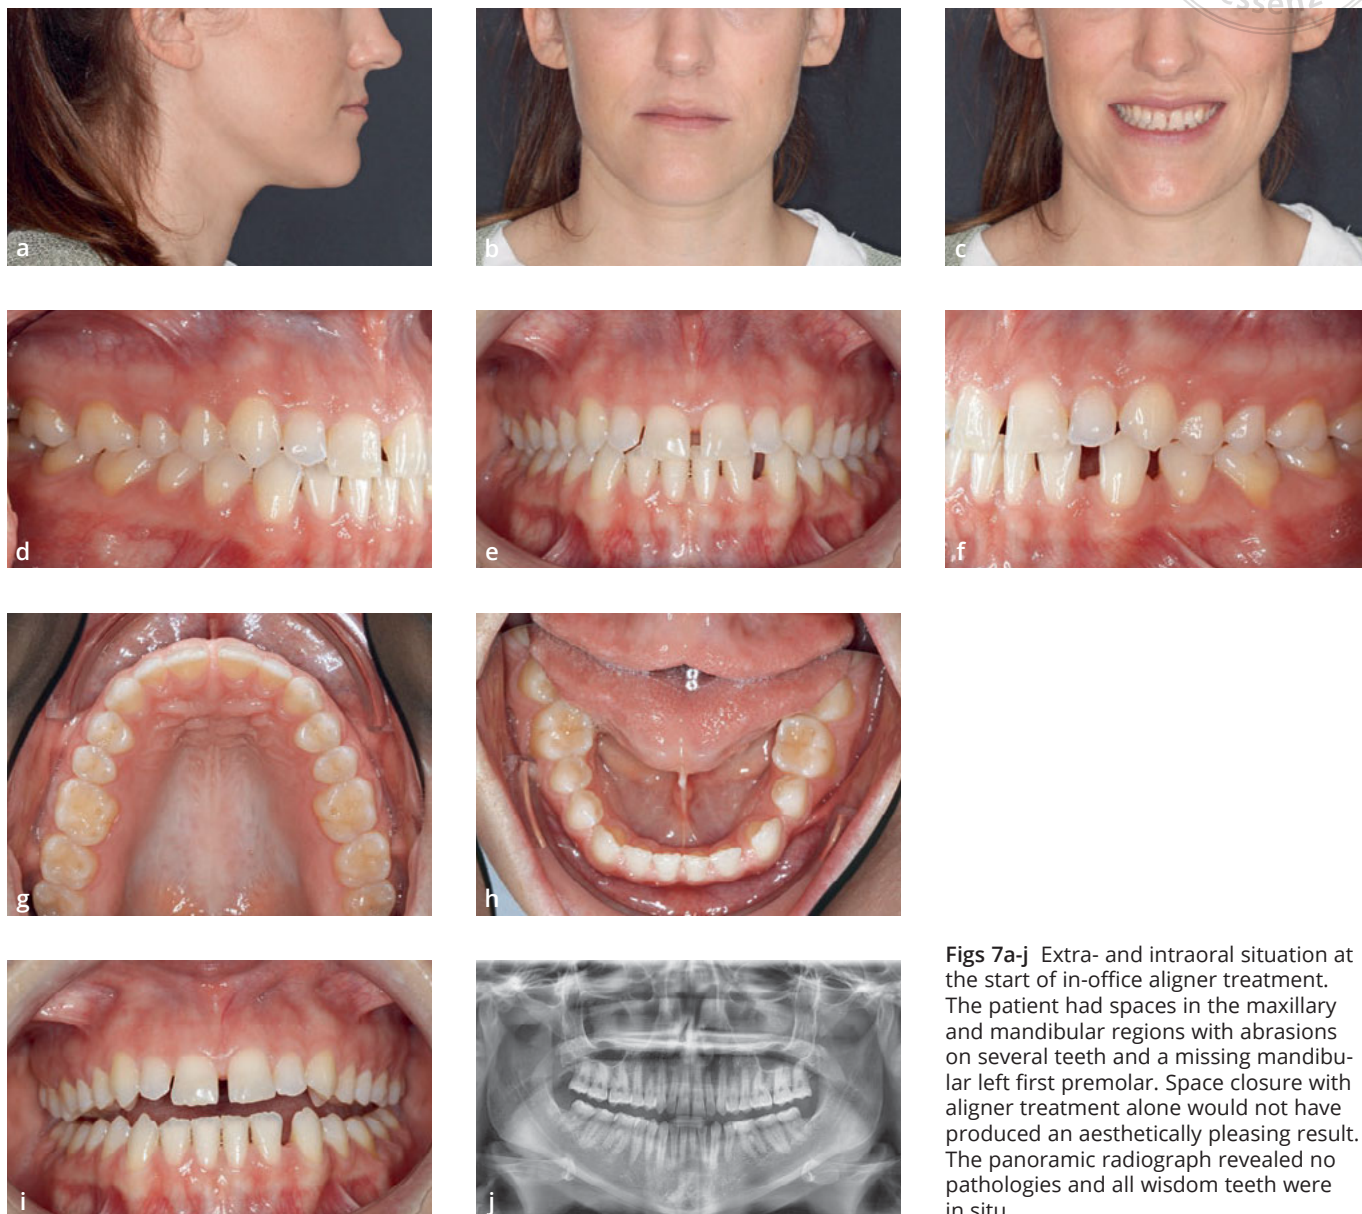 a
b
c
d
e
f
g
h
i
j
Figs 7a-j Extra- and intraoral situation at
the start of in-office aligner treatment.
The patient had spaces in the maxillary
and mandibular regions with abrasions
on several teeth and a missing mandibu-
lar left first premolar. Space closure with
aligner treatment alone would not have
produced an aesthetically pleasing result.
The panoramic radiograph revealed no
pathologies and all wisdom teeth were
in situ